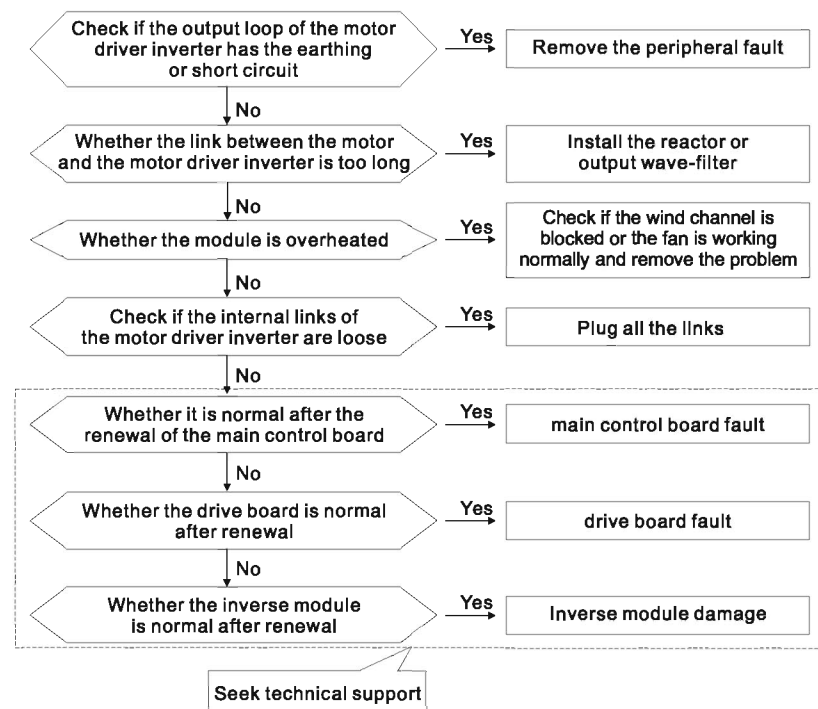 Check if the output loop of the motor
driver inverter has the earthing
or short circuit
Yes
Remove the peripheral fault
No
Whether the link between the motor
and the motor driver inverter is too long
Yes
Install the reactor or
output wave-filter
No
Whether the module is overheated
Yes
Check if the wind channel is
blocked or the fan is working
normally and remove the problem
No
Check if the internal links of
the motor driver inverter are loose
Yes
Plug all the links
No
Whether it is normal after the
renewal of the main control board
Yes
main control board fault
No
Whether the drive board is normal
after renewal
Yes
drive board fault
No
Whether the inverse module
is normal after renewal
Yes
Inverse module damage
Seek technical support